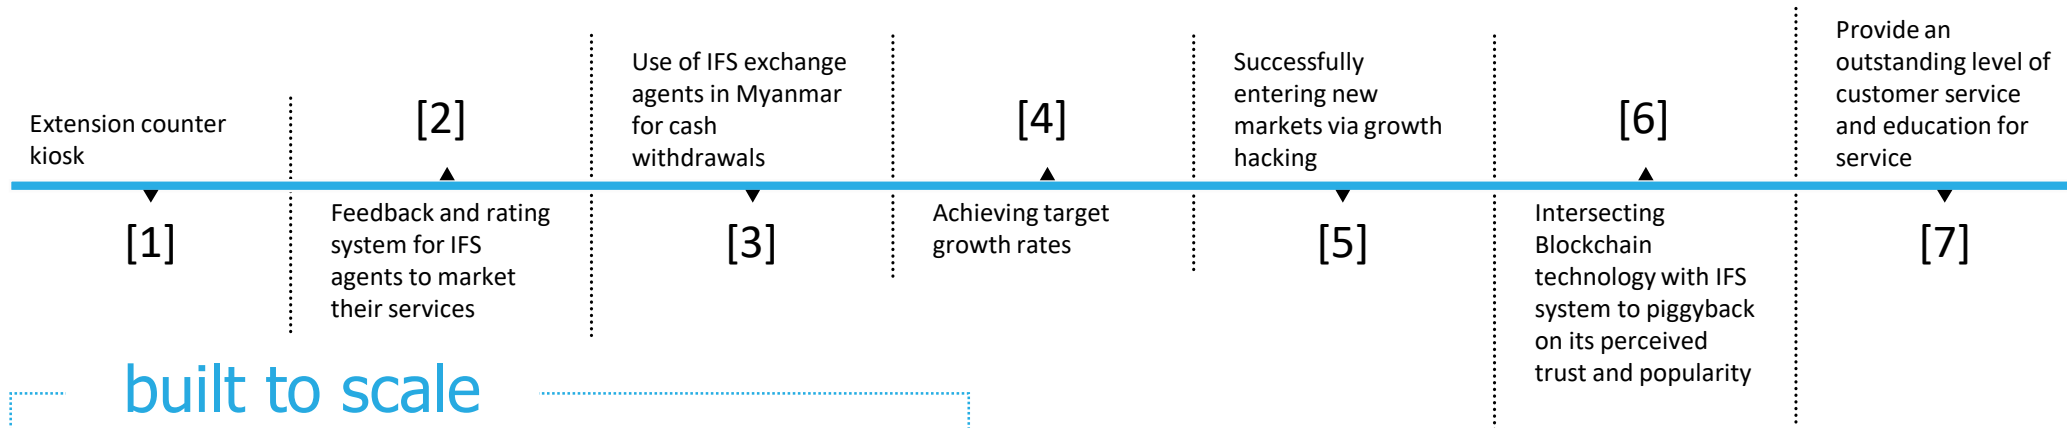 Extension counter
kiosk
[1]
[2]
Feedback and rating
system for IFS
agents to market
their services
Use of IFS exchange
agents in Myanmar
for cash
withdrawals
[3]
[4]
Achieving target
growth rates
Successfully
entering new
markets via growth
hacking
[5]
[6]
Intersecting
Blockchain
technology with IFS
system to piggyback
on its perceived
trust and popularity
Provide an
outstanding level of
customer service
and education for
service
[7]
built to scale